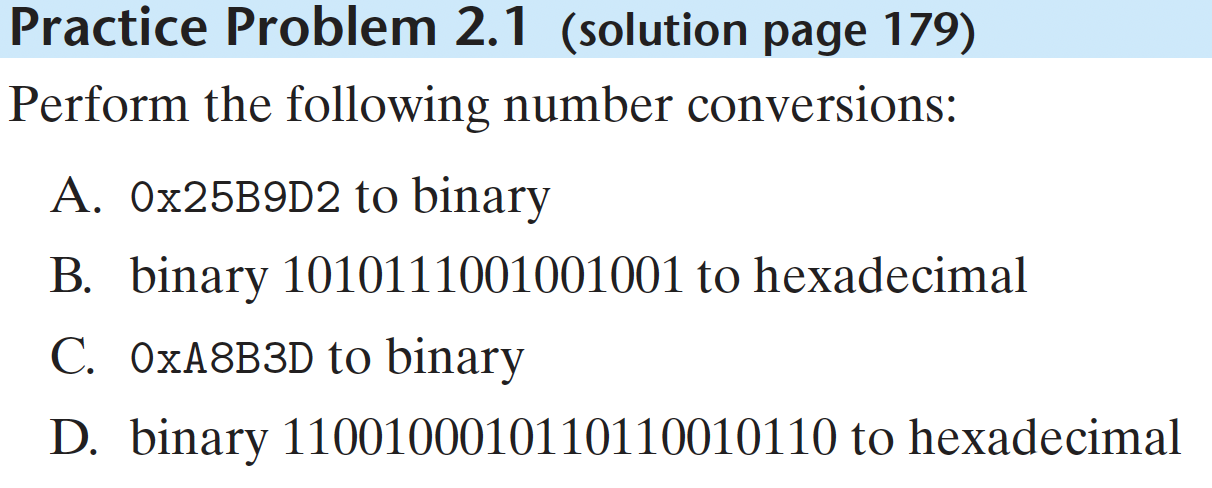 Practice Problem 2.1 (solution page 179)
Perform the following number conversions:
A. 0x25B9D2 to binary
B. binary 1010111001001001 to hexadecimal
C. 0xA8B3D to binary
D. binary 1100100010110110010110 to hexadecimal